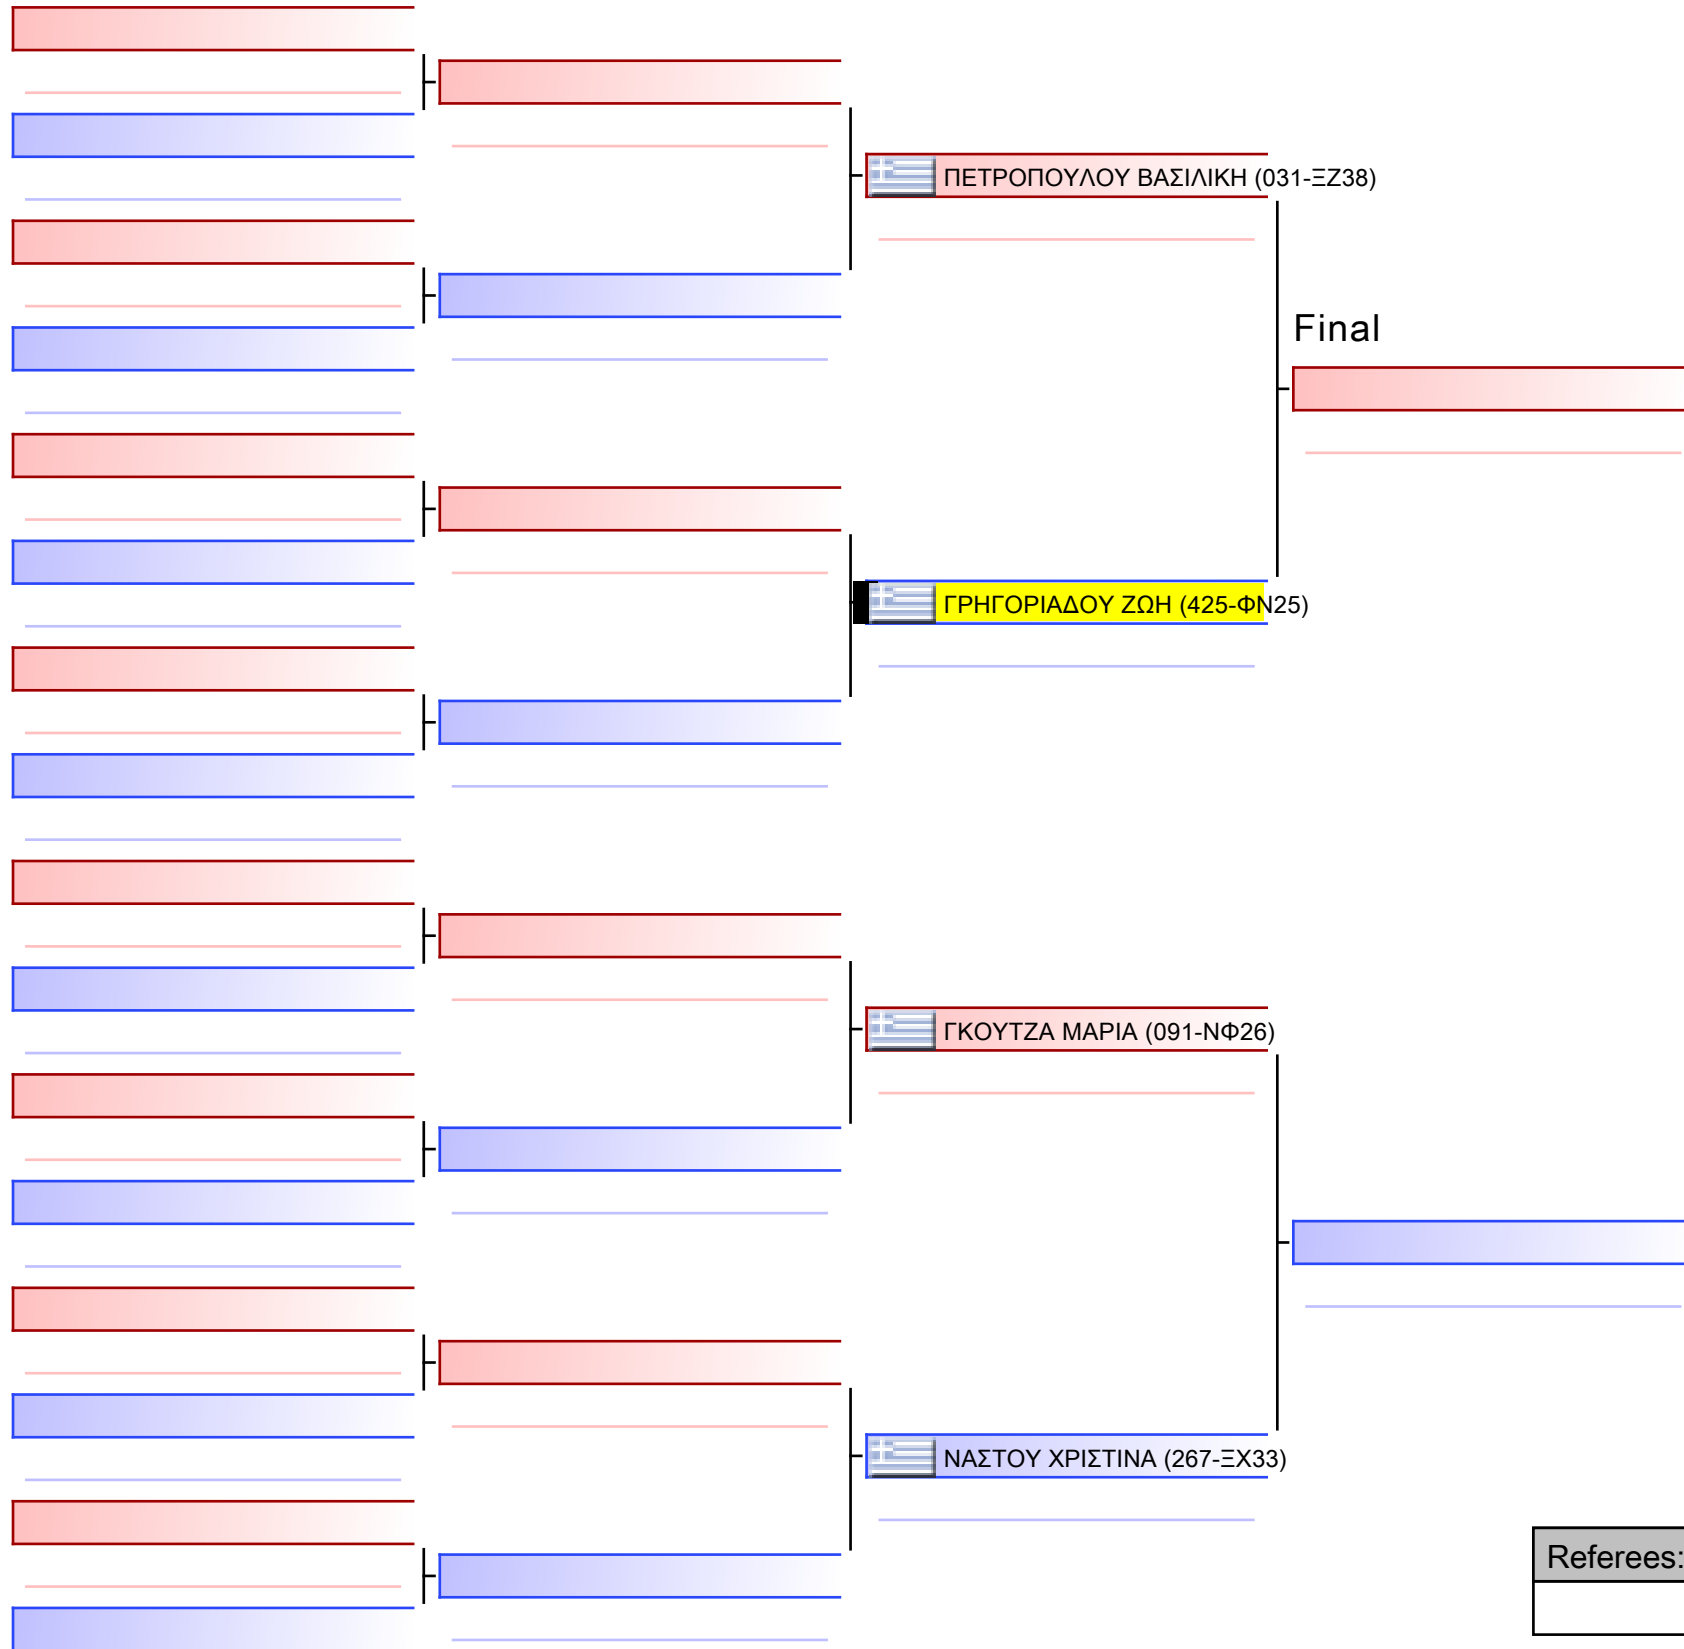 ΠΕΤΡΟΠΟΥΛΟΥ ΒΑΣΙΛΙΚΗ (031-ΞΖ38)
Final
ΓΡΗΓΟΡΙΑΔΟΥ ΖΩΗ (425-ΦΝ25)
ΓΚΟΥΤΖΑ ΜΑΡΙΑ (091-ΝΦ26)
ΝΑΣΤΟΥ ΧΡΙΣΤΙΝΑ (267-ΞΧ33)
Referees: